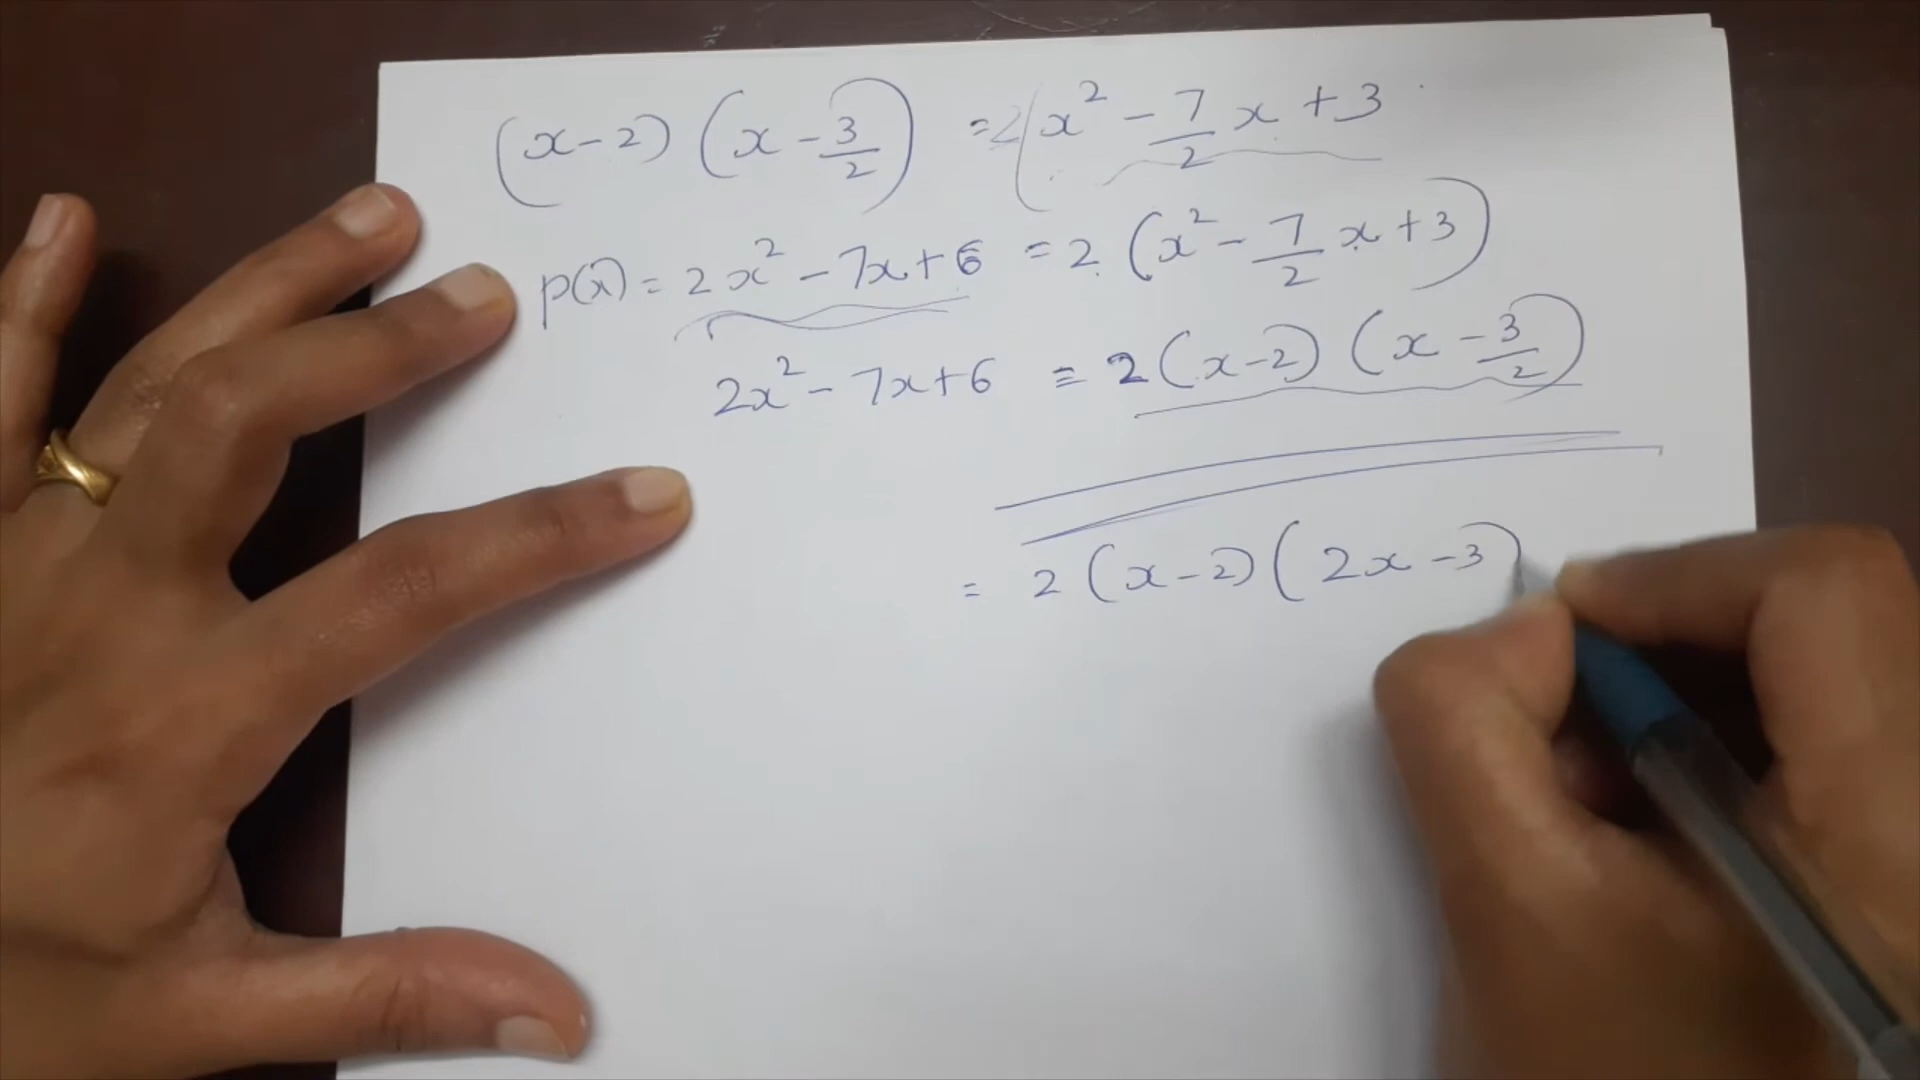 (x-2) (x - 3/2) = 2(x² - 7/2 x + 3
p(x) = 2x² - 7x + 6 = 2 (x² - 7/2 x + 3)
2x² - 7x + 6 = 2 (x-2) (x - 3/2)
= 2 (x-2) (2x - 3)